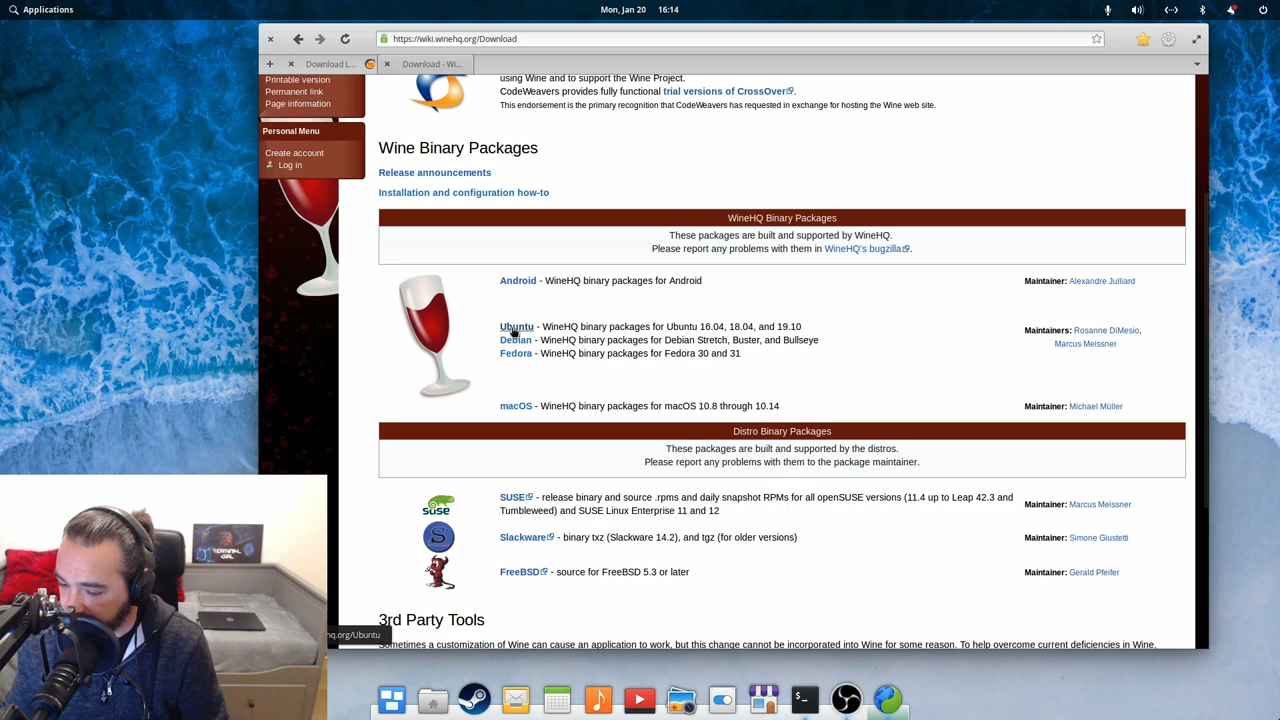 Applications
Mon, Jan 20 16:14
https://wiki.winehq.org/Download
Download L...
Download - Wi...
Printable version
Permanent link
Page information
Personal Menu
Create account
Log in
using Wine and to support the Wine Project.
CodeWeavers provides fully functional trial versions of CrossOver.
This endorsement is the primary recognition that CodeWeavers has requested in exchange for hosting the Wine web site.
Wine Binary Packages
Release announcements
Installation and configuration how-to
WineHQ Binary Packages
These packages are built and supported by WineHQ.
Please report any problems with them in WineHQ's bugzilla.
Android - WineHQ binary packages for Android
Maintainer: Alexandre Julliard
Ubuntu - WineHQ binary packages for Ubuntu 16.04, 18.04, and 19.10
Debian - WineHQ binary packages for Debian Stretch, Buster, and Bullseye
Fedora - WineHQ binary packages for Fedora 30 and 31
Maintainers: Rosanne DiMesio,
Marcus Meissner
macOS - WineHQ binary packages for macOS 10.8 through 10.14
Maintainer: Michael Müller
Distro Binary Packages
These packages are built and supported by the distros.
Please report any problems with them to the package maintainer.
SUSE - release binary and source .rpms and daily snapshot RPMs for all openSUSE versions (11.4 up to Leap 42.3 and
Tumbleweed) and SUSE Linux Enterprise 11 and 12
Maintainer: Marcus Meissner
suse
Slackware - binary txz (Slackware 14.2), and tgz (for older versions)
Maintainer: Simone Giustetti
S
FreeBSD - source for FreeBSD 5.3 or later
Maintainer: Gerald Pfeifer
3rd Party Tools
Sometimes a customization of Wine can cause an application to work, but this change cannot be incorporated into Wine for some reason. To help overcome current deficiencies in Wine,
hq.org/Ubuntu
TERMINAL